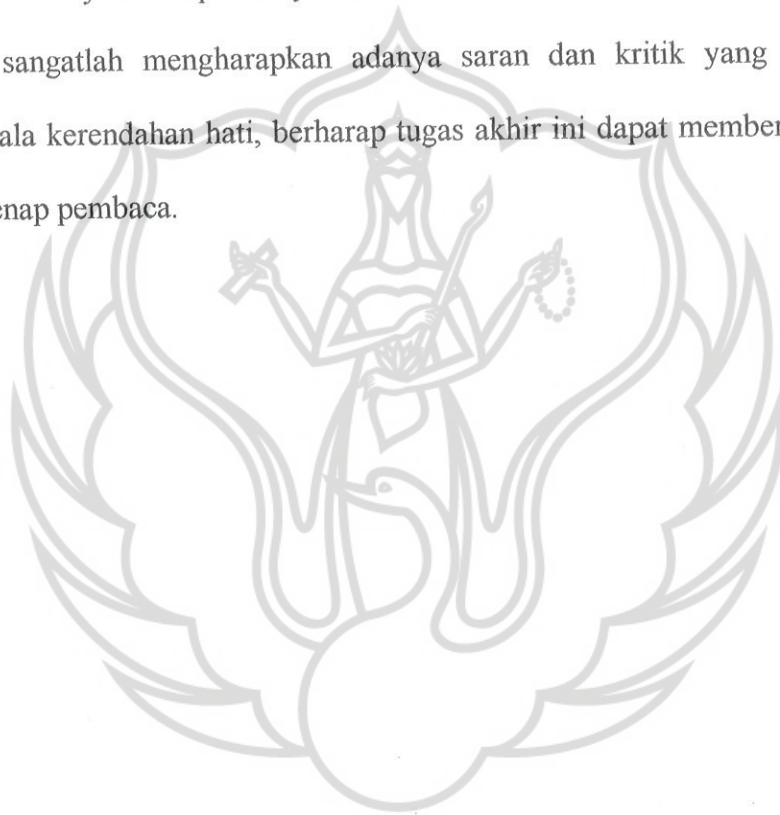 sangatlah mengharapkan adanya saran dan kritik yang
ala kerendahan hati, berharap tugas akhir ini dapat member
enap pembaca.